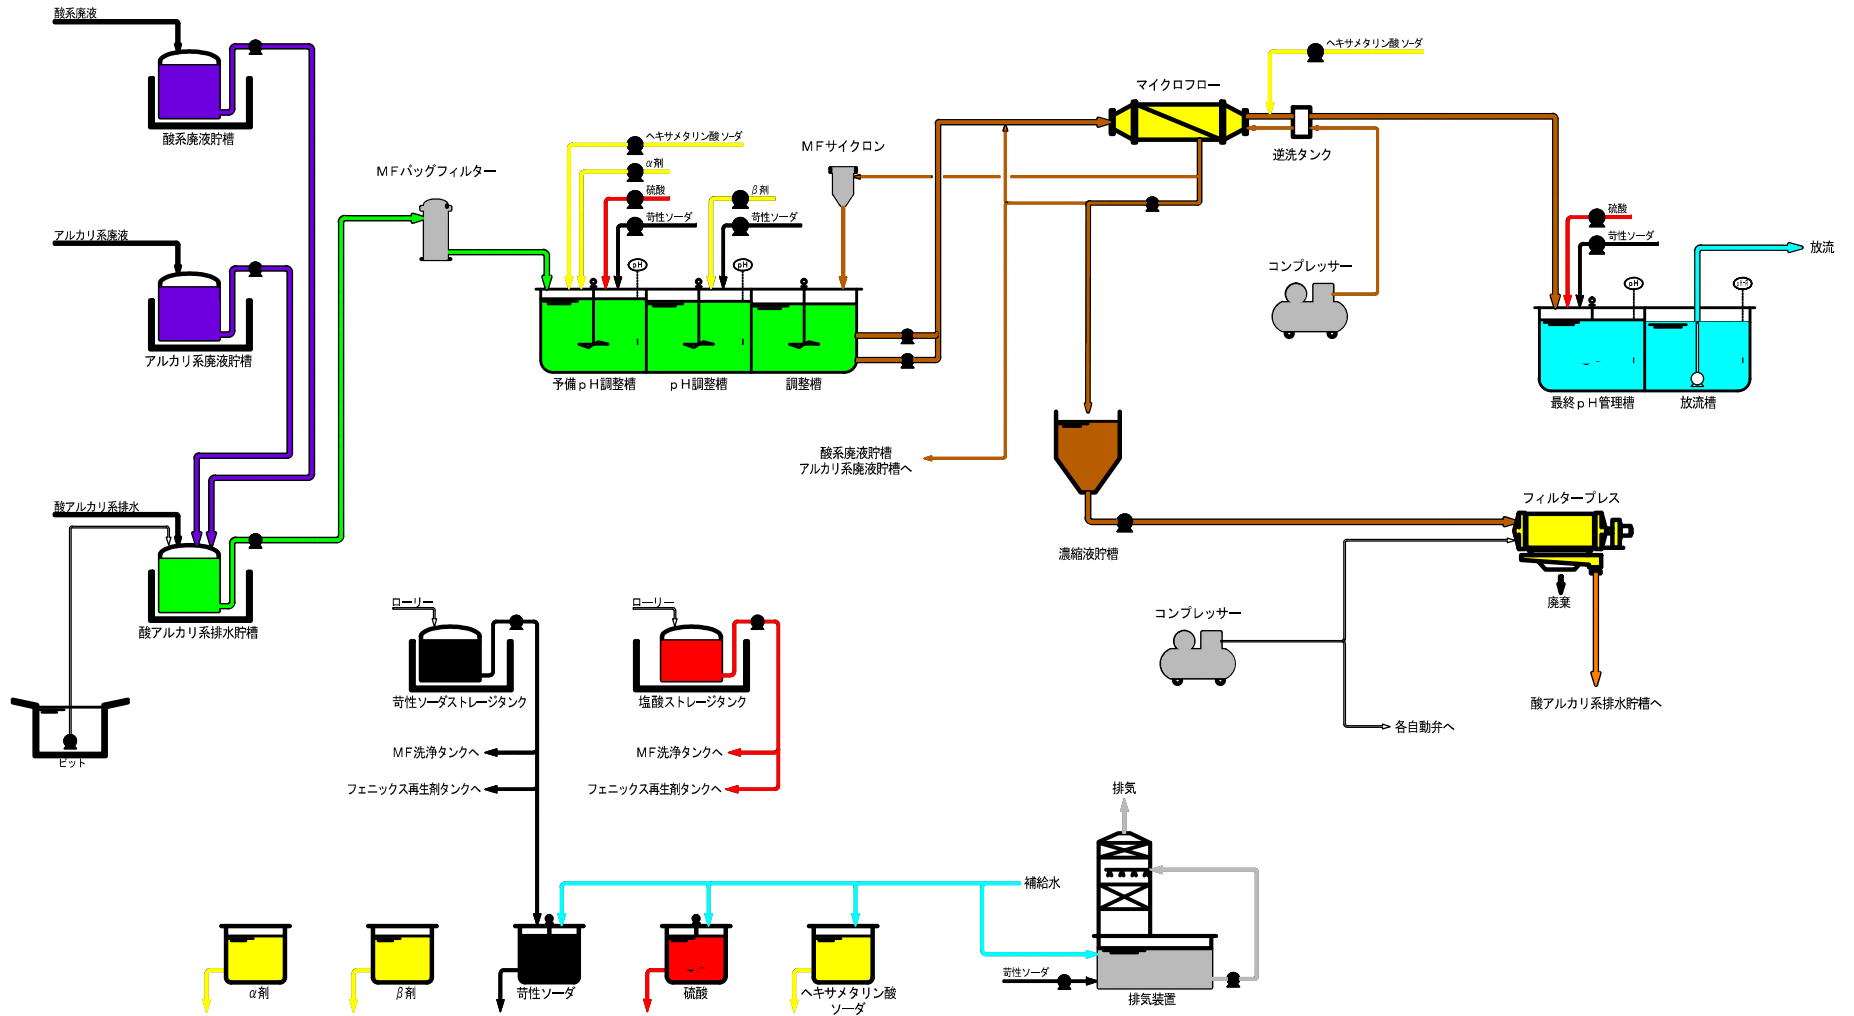 酸系廃液
酸系廃液貯槽
アルカリ系廃液
アルカリ系廃液貯槽
酸アルカリ系排水
酸アルカリ系排水貯槽
ピット
MFバッグフィルター
ヘキサメタリン酸ソーダ
α剤
硫酸
苛性ソーダ
β剤
苛性ソーダ
pH
pH
予備pH調整槽
pH調整槽
調整槽
MFサイクロン
マイクロフロー
ヘキサメタリン酸ソーダ
逆洗タンク
コンプレッサー
硫酸
苛性ソーダ
pH
放流
最終pH管理槽
放流槽
酸系廃液貯槽
アルカリ系廃液貯槽へ
濃縮液貯槽
フィルタープレス
廃棄
酸アルカリ系排水貯槽へ
コンプレッサー
各自動弁へ
ローリー
苛性ソーダストレージタンク
MF洗浄タンクへ
フェニックス再生剤タンクへ
ローリー
塩酸ストレージタンク
MF洗浄タンクへ
フェニックス再生剤タンクへ
排気
補給水
苛性ソーダ
排気装置
α剤
β剤
苛性ソーダ
硫酸
ヘキサメタリン酸
ソーダ